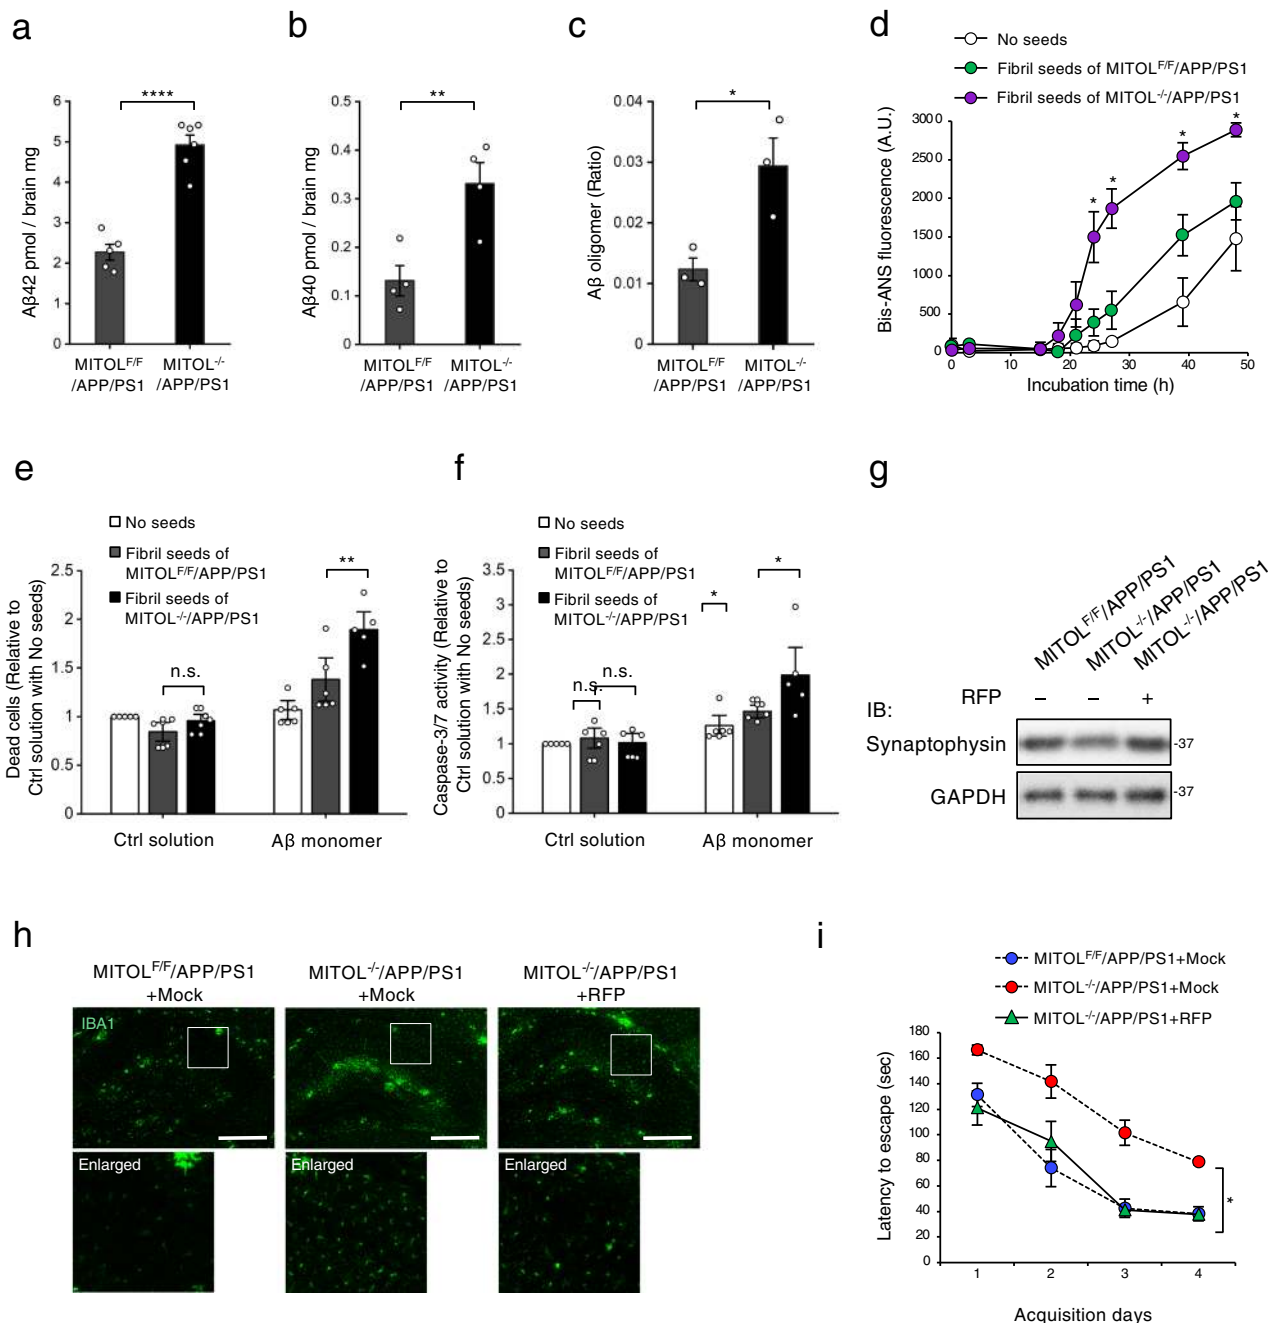 a
b
c
d
No seeds
Fibril seeds of MITOLF/F/APP/PS1
Fibril seeds of MITOL-/-/APP/PS1
Aβ42 pmol / brain mg
6
5
4
3
2
1
0
****
MITOLF/F
/APP/PS1
MITOL-/-
/APP/PS1
Aβ40 pmol / brain mg
0.5
0.4
0.3
0.2
0.1
0
**
MITOLF/F
/APP/PS1
MITOL-/-
/APP/PS1
Aβ oligomer (Ratio)
0.04
0.03
0.02
0.01
0
*
MITOLF/F
/APP/PS1
MITOL-/-
/APP/PS1
Bis-ANS fluorescence (A.U.)
3000
2500
2000
1500
1000
500
0
* * * *
0 10 20 30 40 50
Incubation time (h)
e
No seeds
Fibril seeds of
MITOLF/F/APP/PS1
Fibril seeds of
MITOL-/-/APP/PS1
Dead cells (Relative to
Ctrl solution with No seeds)
2.5
2
1.5
1
0.5
0
n.s.
**
Ctrl solution
Aβ monomer
f
No seeds
Fibril seeds of
MITOLF/F/APP/PS1
Fibril seeds of
MITOL-/-/APP/PS1
Caspase-3/7 activity (Relative to
Ctrl solution with No seeds)
3.5
3
2.5
2
1.5
1
0.5
0
n.s.
n.s.
*
*
Ctrl solution
Aβ monomer
g
MITOLF/F/APP/PS1
MITOL-/-/APP/PS1
MITOL-/-/APP/PS1
RFP – – +
IB:
Synaptophysin
-37
GAPDH
-37
h
MITOLF/F/APP/PS1
+Mock
MITOL-/-/APP/PS1
+Mock
MITOL-/-/APP/PS1
+RFP
IBA1
Enlarged
Enlarged
Enlarged
i
MITOLF/F/APP/PS1+Mock
MITOL-/-/APP/PS1+Mock
MITOL-/-/APP/PS1+RFP
Latency to escape (sec)
180
160
140
120
100
80
60
40
20
0
*
1 2 3 4
Acquisition days